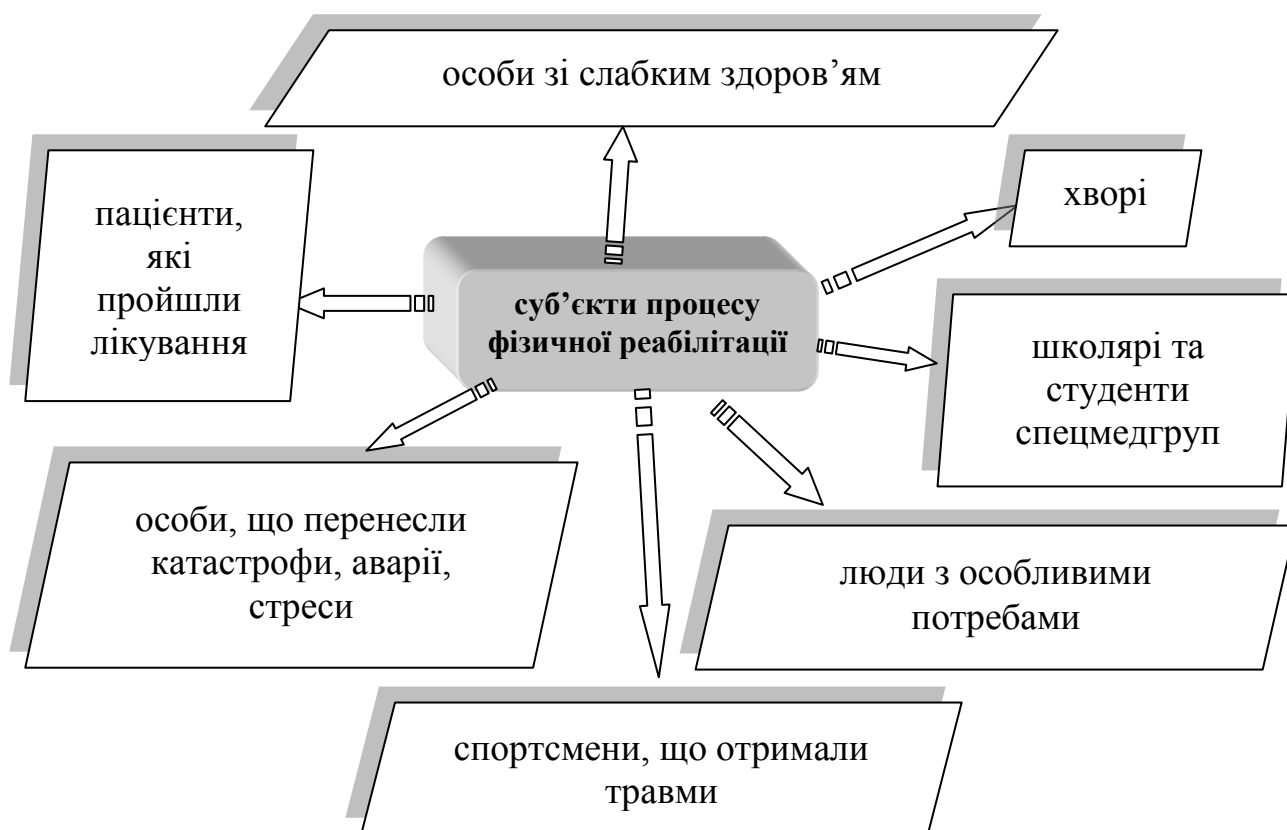 особи зі слабким здоров’ям
пацієнти,
які
пройшли
лікування
хворі
суб’єкти процесу
фізичної реабілітації
школярі та
студенти
спецмедгруп
особи, що перенесли
катастрофи, аварії,
стреси
люди з особливими
потребами
спортсмени, що отримали
травми